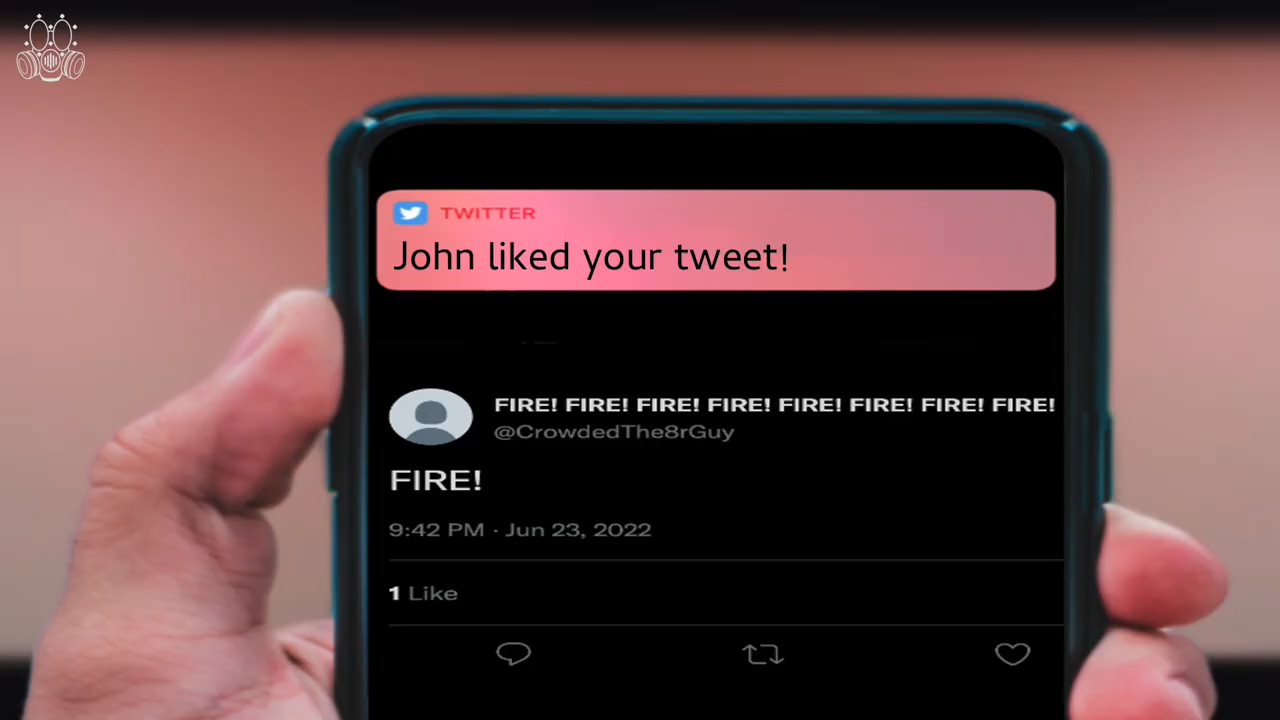 TWITTER
John liked your tweet!
FIRE! FIRE! FIRE! FIRE! FIRE! FIRE! FIRE! FIRE!
@CrowdedThe8rGuy
FIRE!
9:42 PM · Jun 23, 2022
1 Like